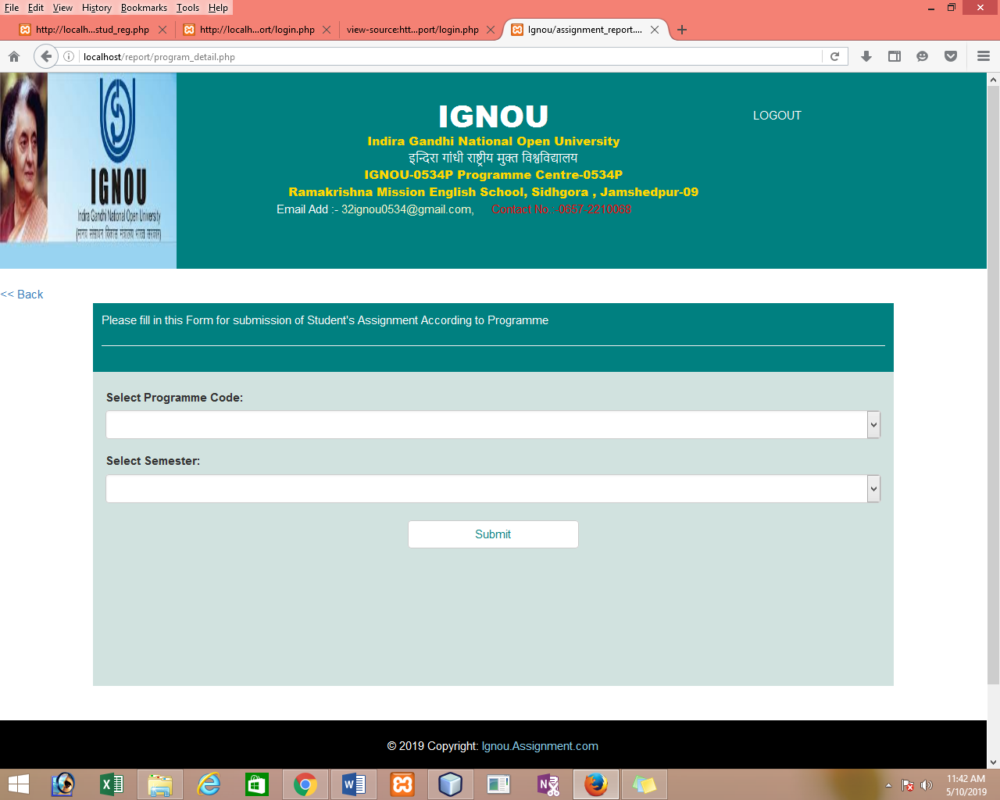 File Edit View History Bookmarks Tools Help
http://localh...stud_reg.php
http://localh...ort/login.php
view-source:htt...port/login.php
Ignou/assignment_report....
localhost/report/program_detail.php
IGNOU
Indira Gandhi National Open University
IGNOU
LOGOUT
Indira Gandhi National Open University
इन्दिरा गांधी राष्ट्रीय मुक्त विश्वविद्यालय
IGNOU-0534P Programme Centre-0534P
Ramakrishna Mission English School, Sidhgora , Jamshedpur-09
Email Add :- 32ignou0534@gmail.com, Contact No.: 0657-2210068
<< Back
Please fill in this Form for submission of Student's Assignment According to Programme
Select Programme Code:
Select Semester:
Submit
© 2019 Copyright: Ignou.Assignment.com
11:42 AM
5/10/2019